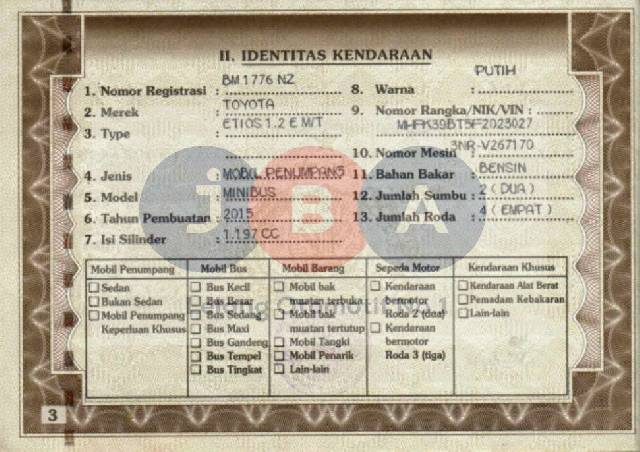 II. IDENTITAS KENDARAAN
1. Nomor Registrasi : BM 1776 NZ
2. Merek : TOYOTA
3. Type : ETIOS 1.2 E M/T
4. Jenis : MOBIL PENUMPANG
5. Model : MINIBUS
6. Tahun Pembuatan : 2015
7. Isi Silinder : 1.197 CC
8. Warna : PUTIH
9. Nomor Rangka/NIK/VIN :
MHFK39BT5F2023027
10. Nomor Mesin : 3NR-V267170
11. Bahan Bakar : BENSIN
12. Jumlah Sumbu : 2 ( DUA )
13. Jumlah Roda : 4 ( EMPAT )
JBA
Mobil Penumpang
Sedan
Bukan Sedan
Mobil Penumpang
Keperluan Khusus
Mobil Bus
Bus Kecil
Bus Besar
Bus Sedang
Bus Maxi
Bus Gandeng
Bus Tempel
Bus Tingkat
Mobil Barang
Mobil bak
muatan terbuka
Mobil bak
muatan tertutup
Mobil Tangki
Mobil Penarik
Lain-lain
Sepeda Motor
Kendaraan
bermotor
Roda 2 (dua)
Kendaraan
bermotor
Roda 3 (tiga)
Kendaraan Khusus
Kendaraan Alat Berat
Pemadam Kebakaran
Lain-lain
3